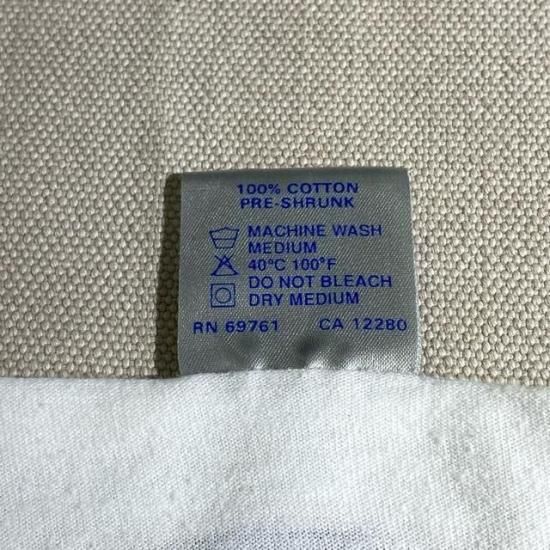 100% COTTON
PRE-SHRUNK
MACHINE WASH
MEDIUM
40°C 100°F
DO NOT BLEACH
DRY MEDIUM
RN 69761 CA 12280